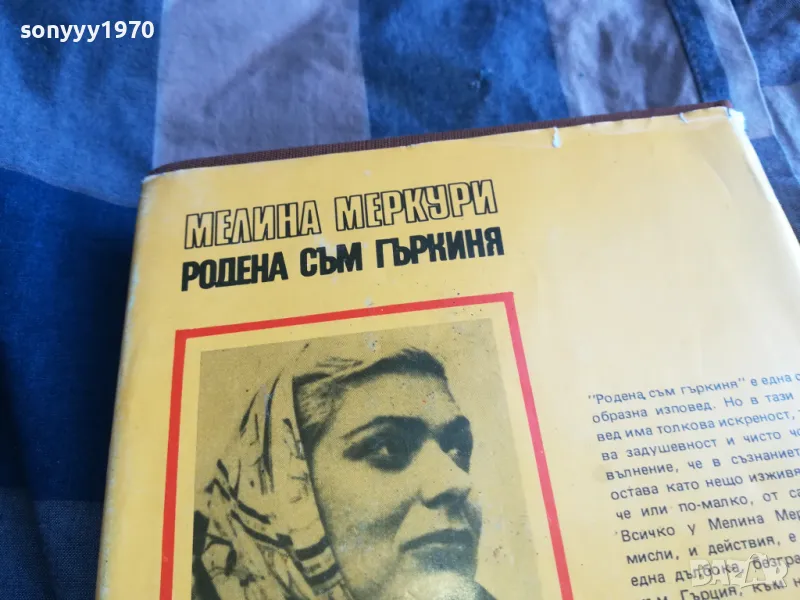 sonyyy1970
МЕЛИНА МЕРКУРИ
РОДЕНА СЪМ ГЪРКИНЯ
"Родена съм гъркиня" е една
образна изповед. Но в тази
вед има толкова искреност,
ва задушевност и чисто
вълнение, че в съзнанието
остава като нещо изживя
че или по-малко, от
Всичко у Мелина Мер
мисли, и действия, е
една дълбока, безгра
Гърция, към